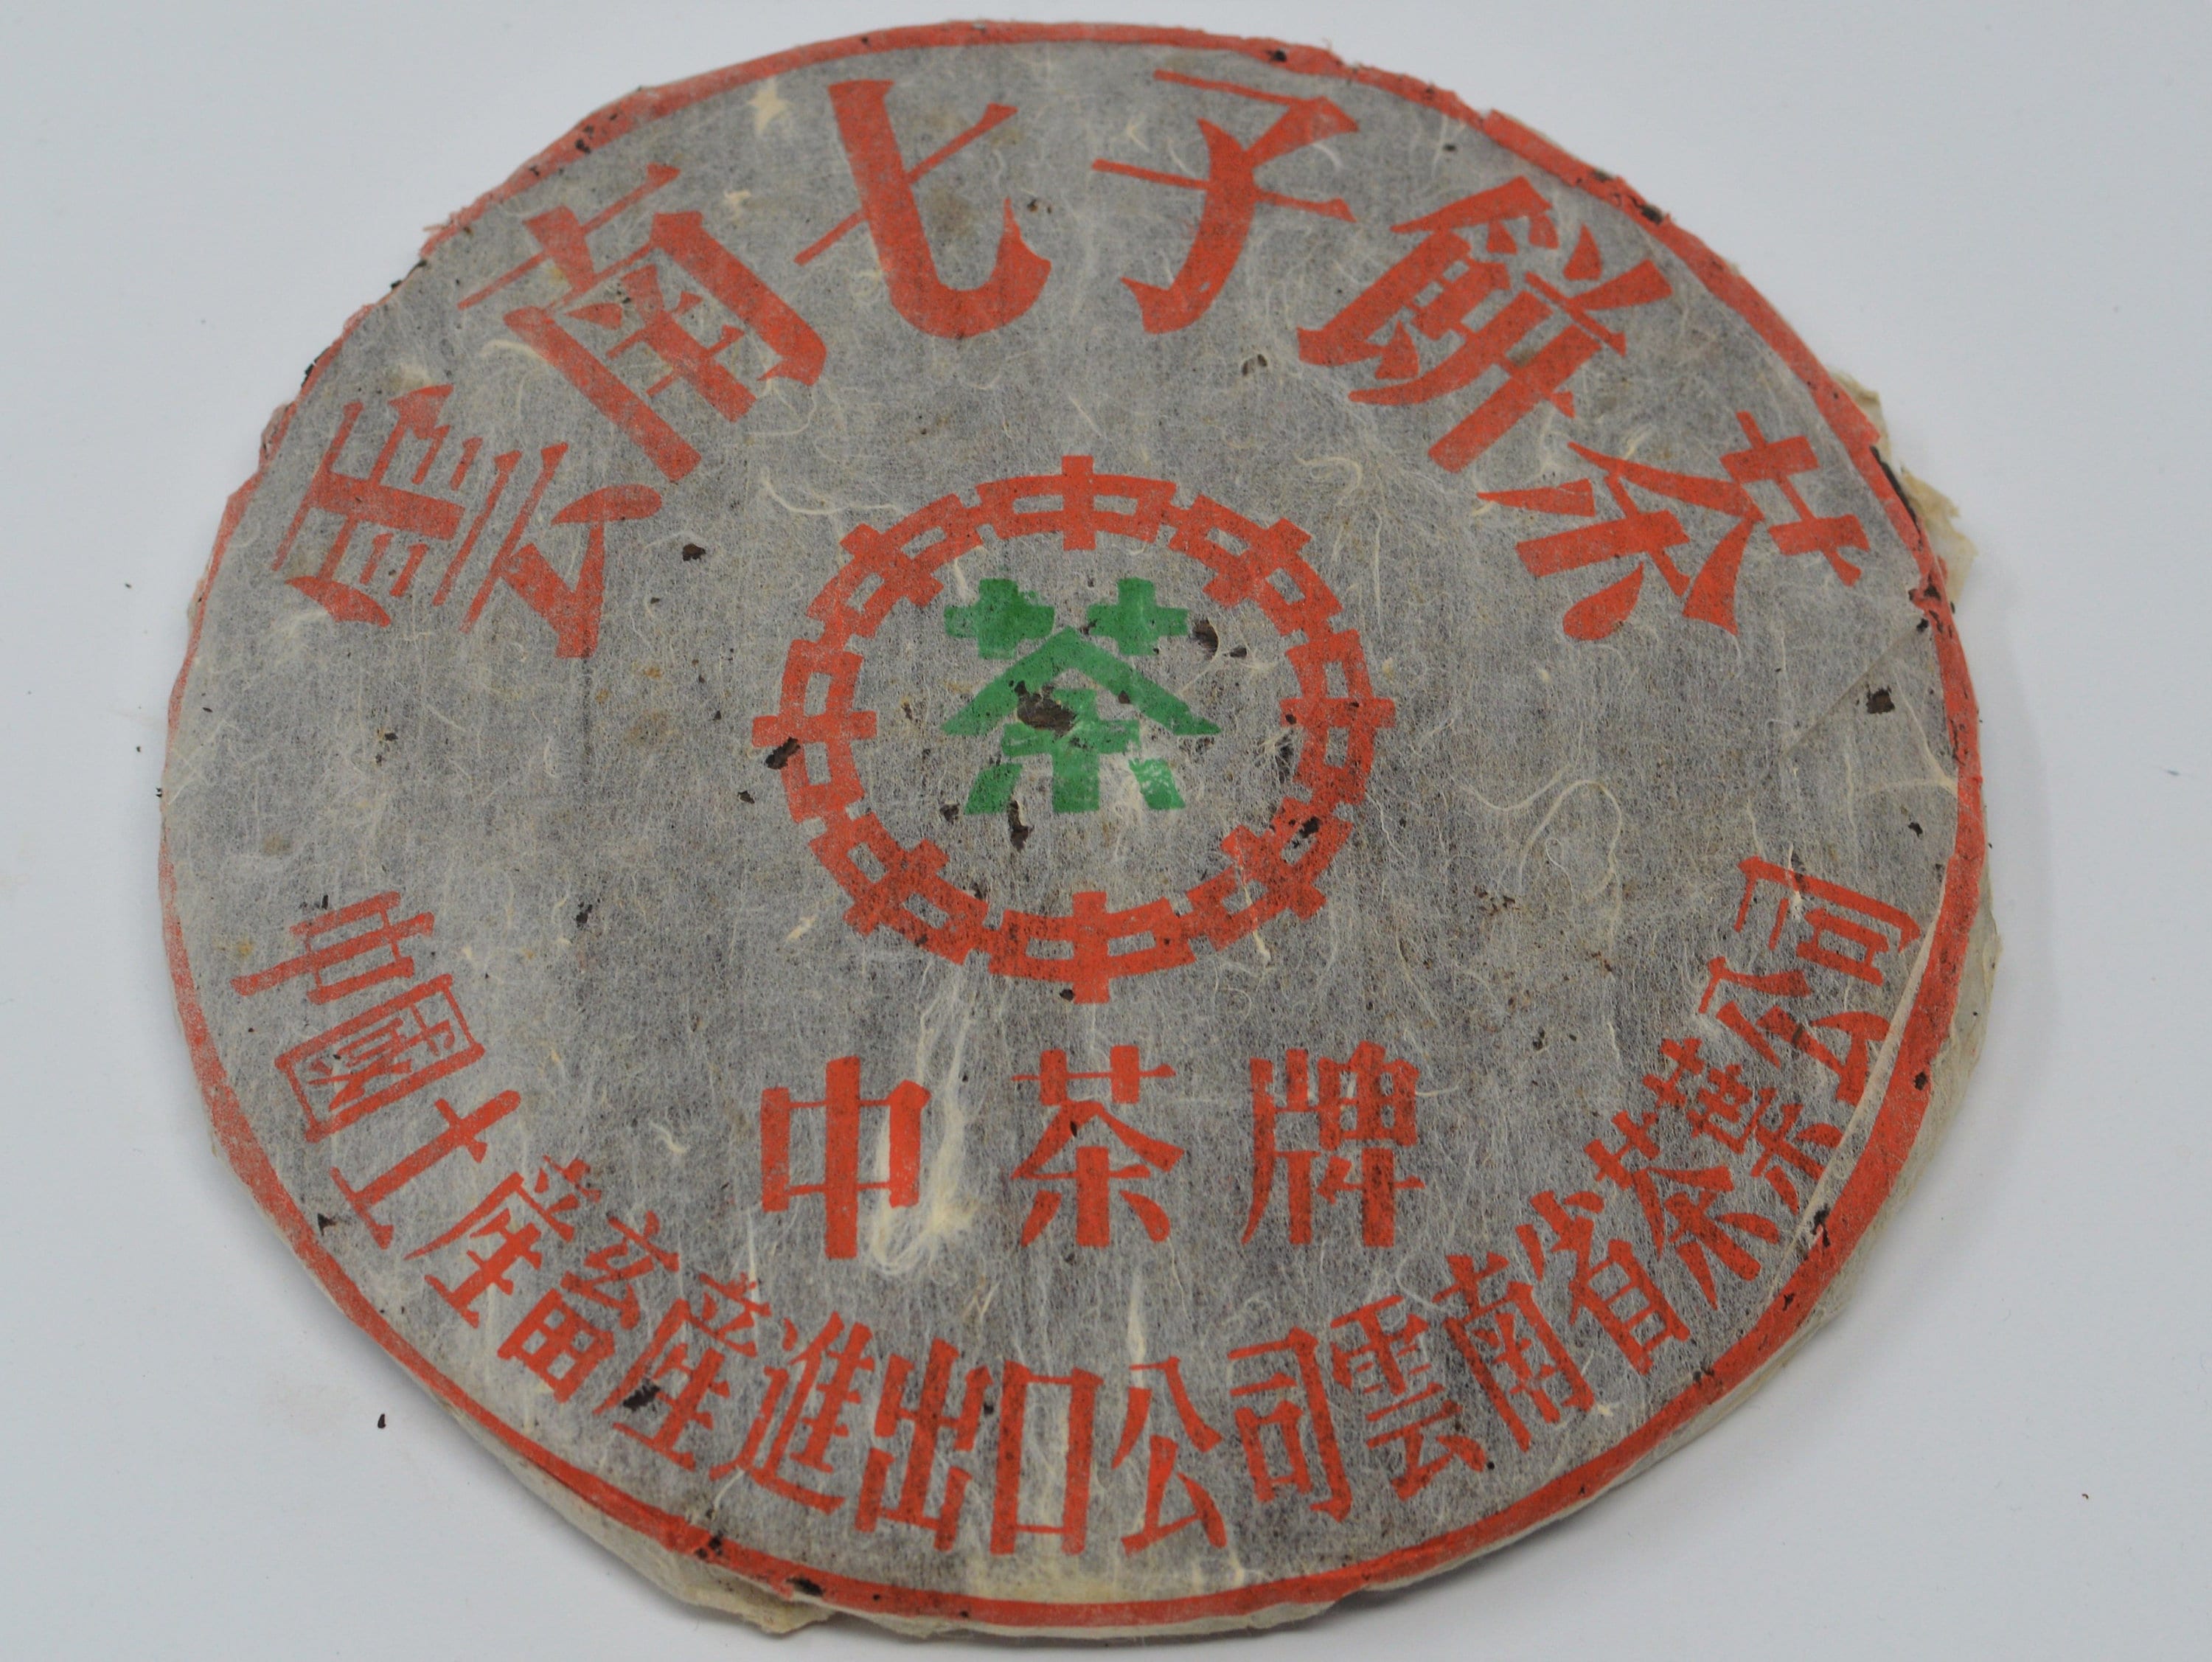 雲南七子餅茶
茶
中茶牌
中國土產畜產進出口公司雲南省茶葉公司